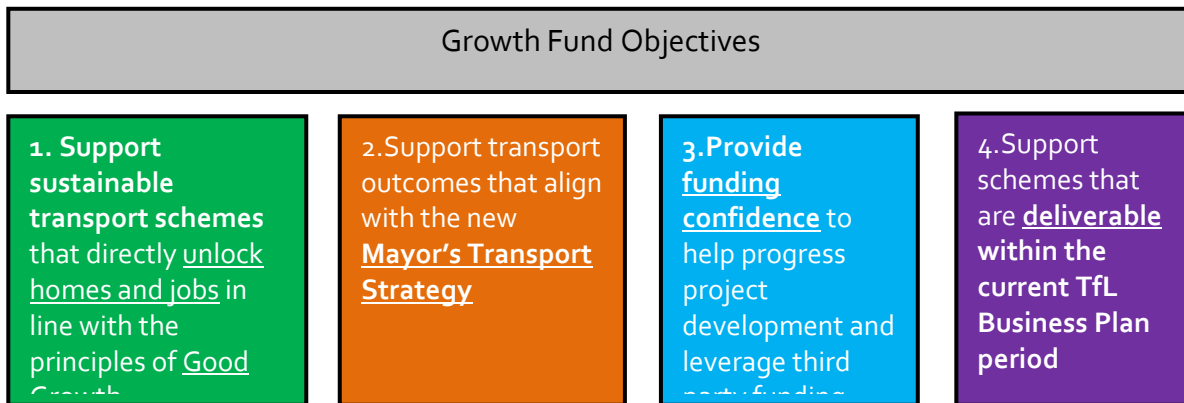 Growth Fund Objectives
1. Support
sustainable
transport schemes
that directly unlock
homes and jobs in
line with the
principles of Good
Growth
2.Support transport
outcomes that align
with the new
Mayor's Transport
Strategy
3.Provide
funding
confidence to
help progress
project
development and
leverage third
party funding
4.Support
schemes that
are deliverable
within the
current TfL
Business Plan
period